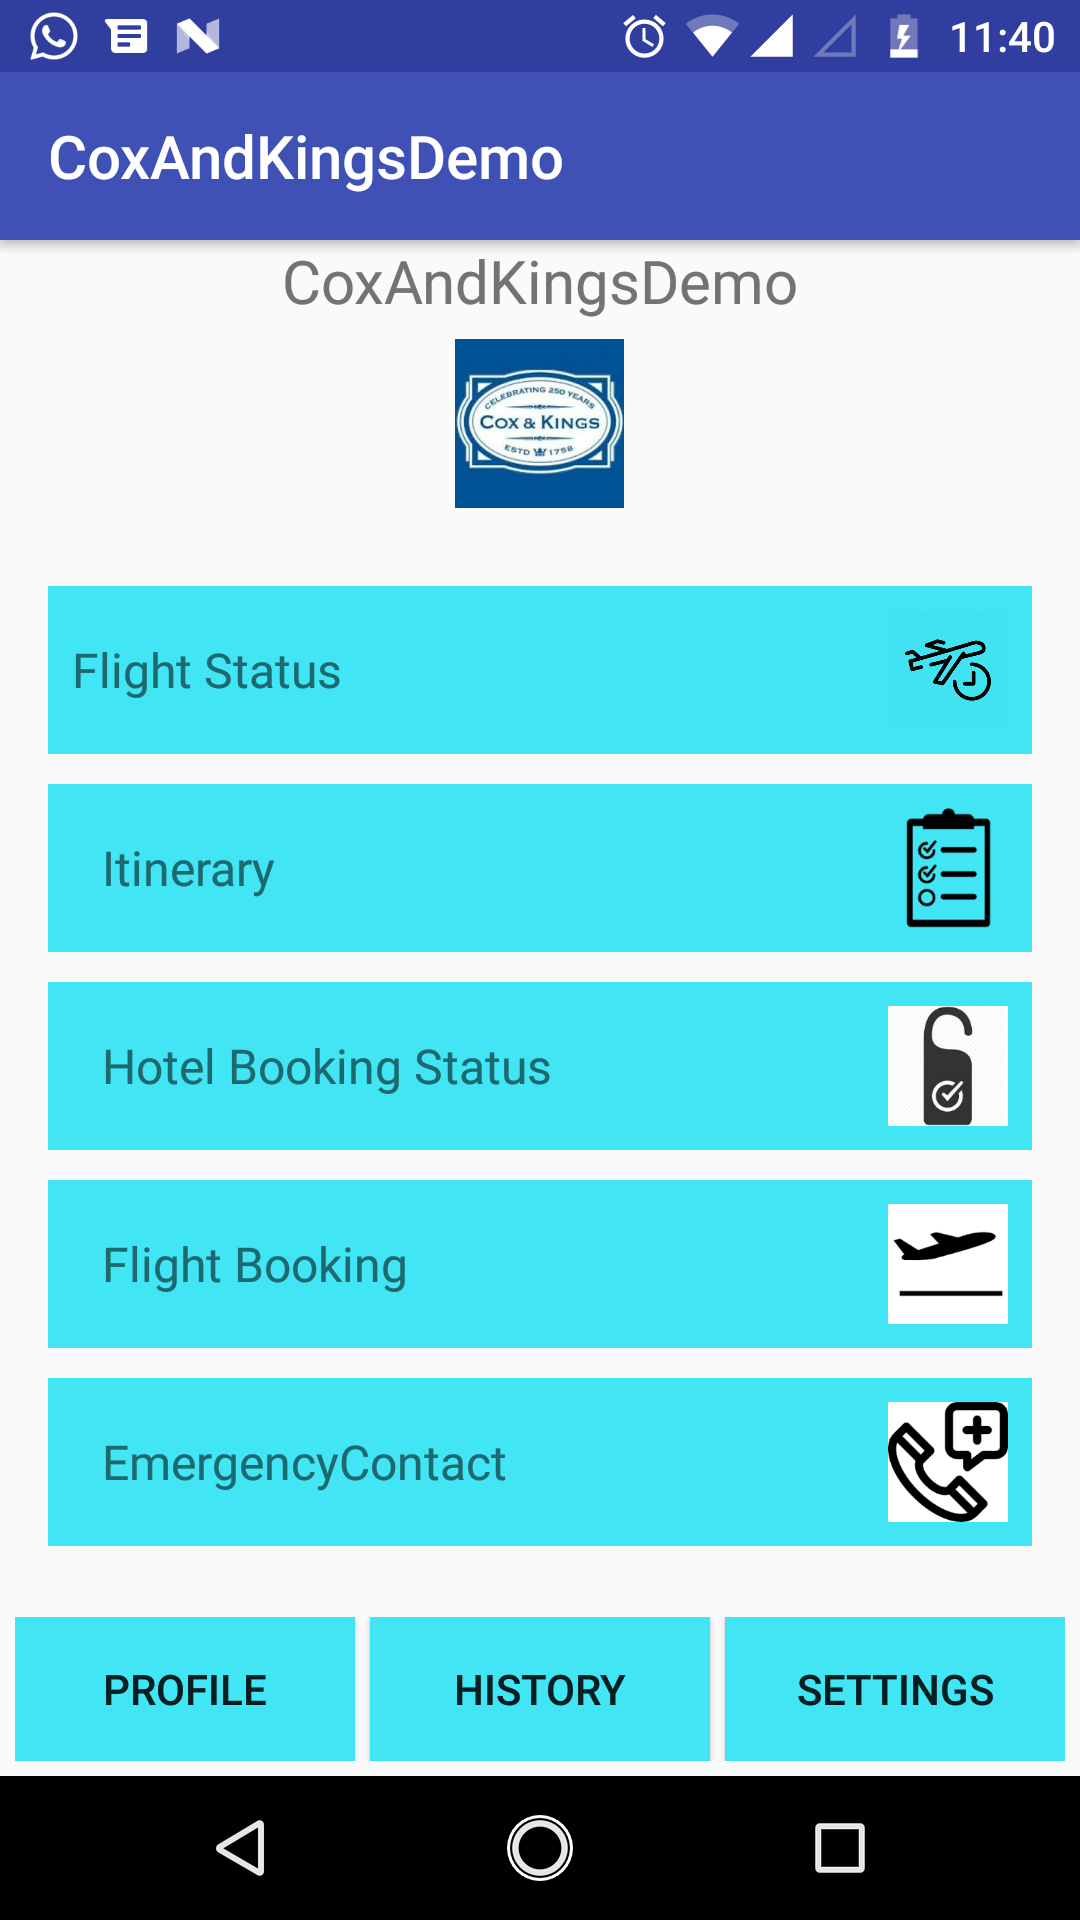 11:40
CoxAndKingsDemo
CoxAndKingsDemo
CELEBRATING 250 YEARS
COX & KINGS
ESTD 1758
Flight Status
Itinerary
Hotel Booking Status
Flight Booking
EmergencyContact
PROFILE
HISTORY
SETTINGS